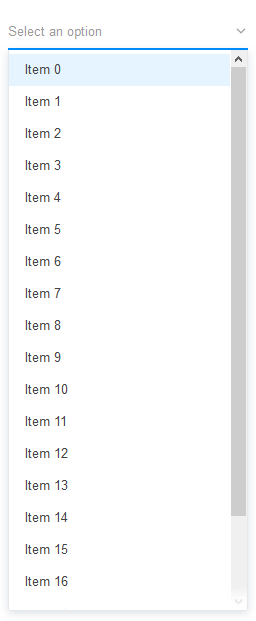 Select an option
Item 0
Item 1
Item 2
Item 3
Item 4
Item 5
Item 6
Item 7
Item 8
Item 9
Item 10
Item 11
Item 12
Item 13
Item 14
Item 15
Item 16